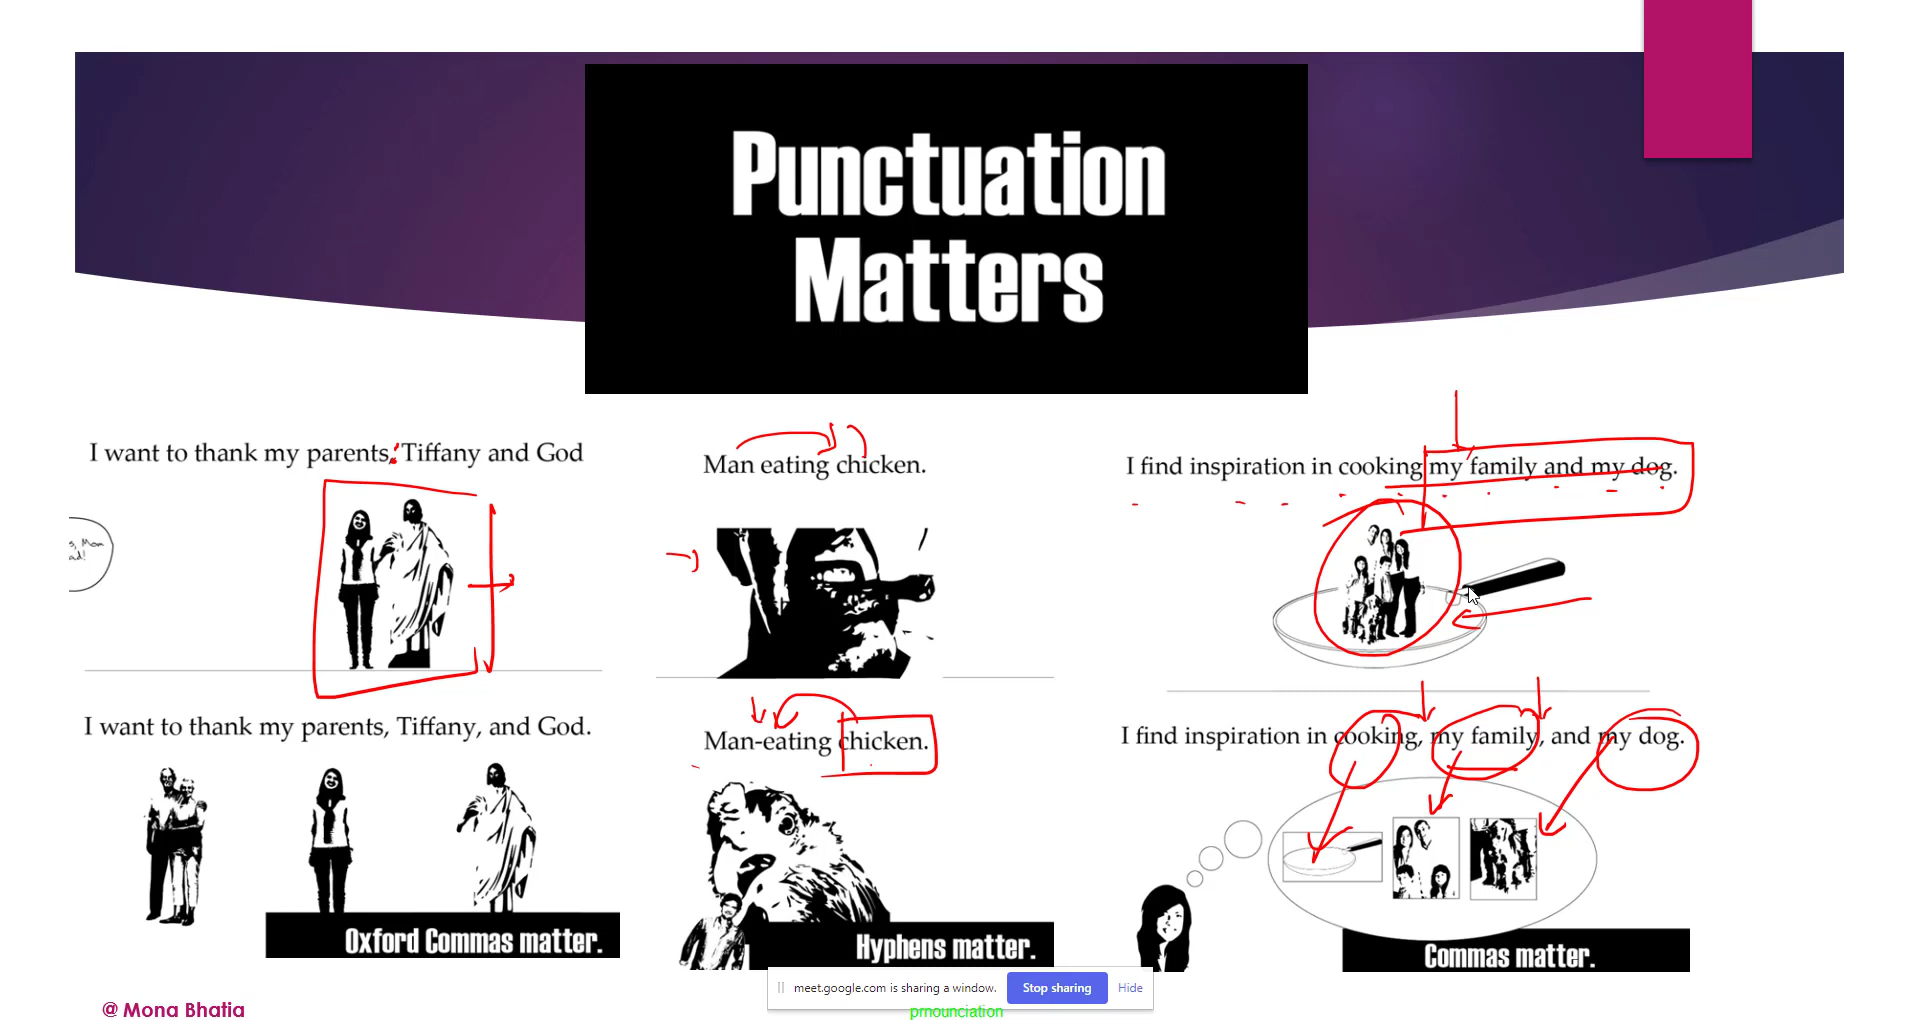 Punctuation
Matters
I want to thank my parents, Tiffany and God
s, Mom
ad!
I want to thank my parents, Tiffany, and God.
Oxford Commas matter.
Man eating chicken.
Man-eating chicken.
Hyphens matter.
I find inspiration in cooking my family and my dog.
I find inspiration in cooking, my family, and my dog.
Commas matter.
meet.google.com is sharing a window. Stop sharing Hide
@ Mona Bhatia
prnounciation